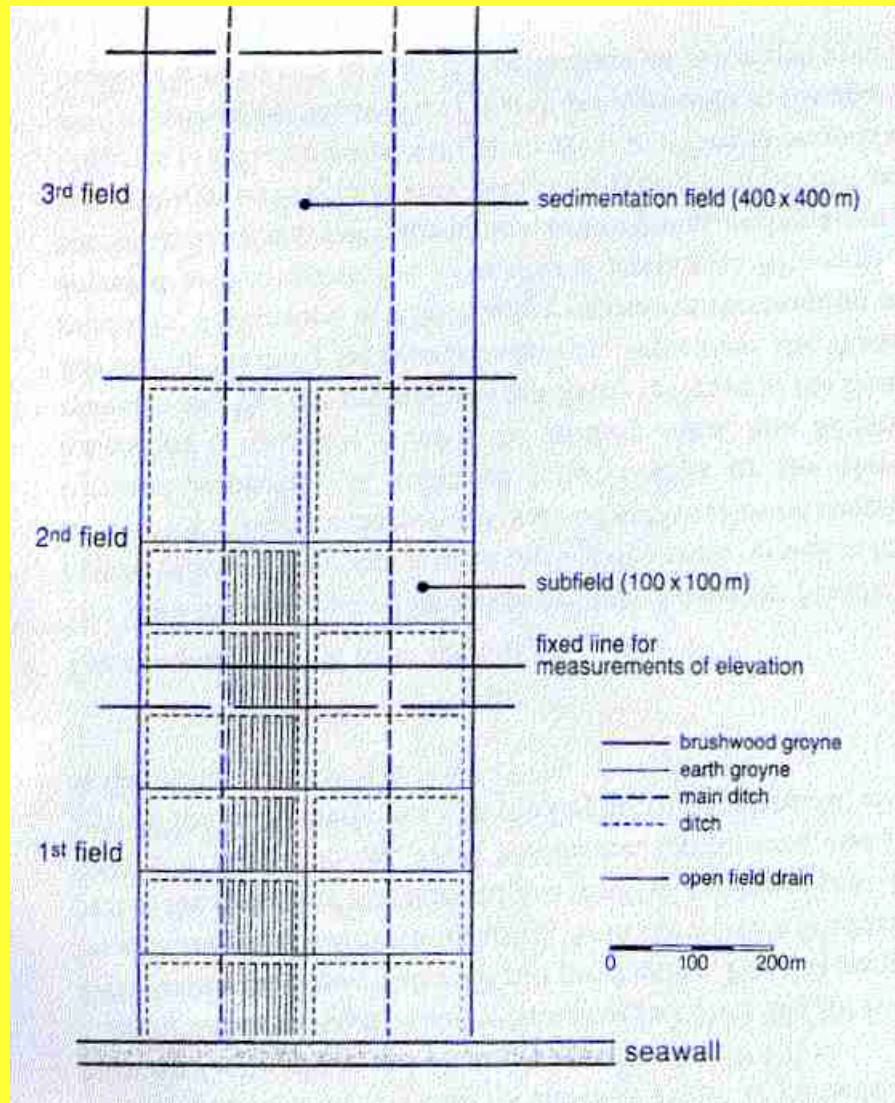 3rd field
sedimentation field (400 x 400 m)
2nd field
subfield (100 x 100 m)
fixed line for
measurements of elevation
brushwood groyne
earth groyne
main ditch
ditch
1st field
open field drain
0 100 200m
seawall